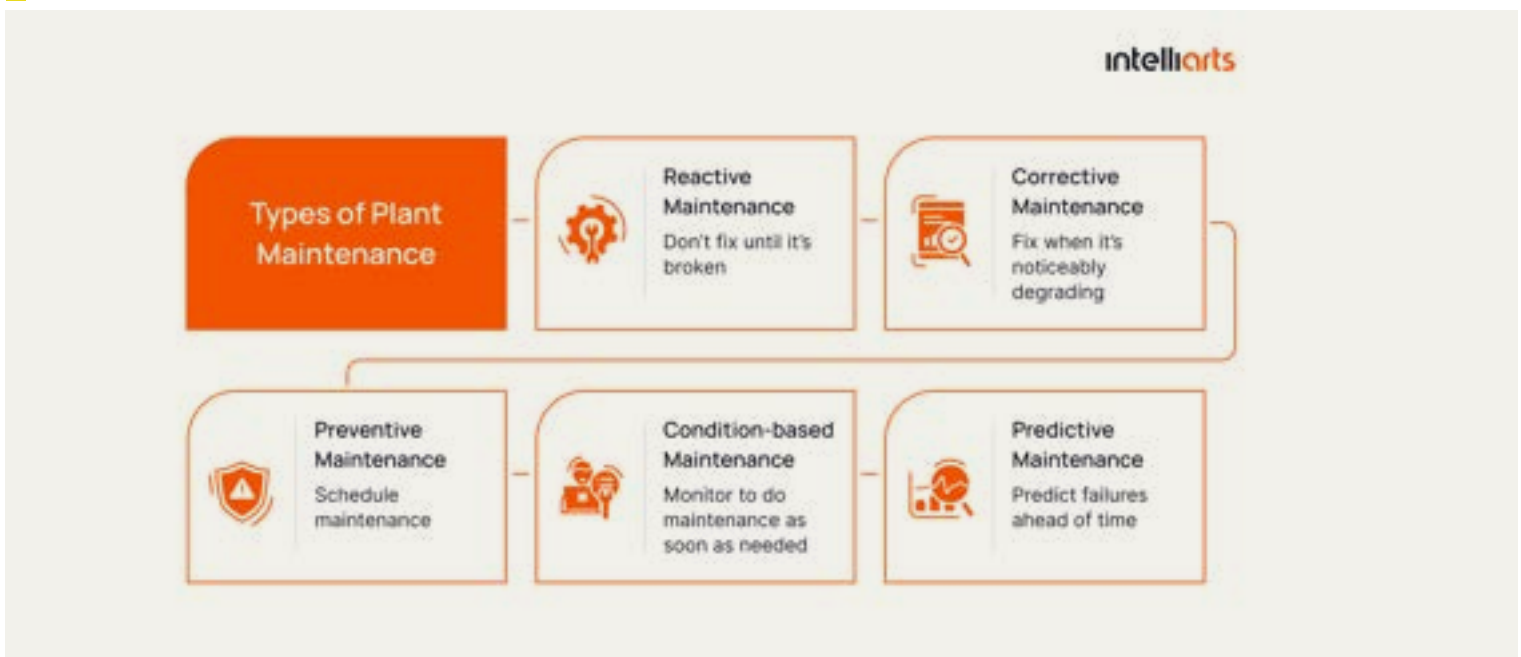 intelliarts
Types of Plant
Maintenance
Reactive
Maintenance
Don't fix until it's
broken
Corrective
Maintenance
Fix when it's
noticeably
degrading
Preventive
Maintenance
Schedule
maintenance
Condition-based
Maintenance
Monitor to do
maintenance as
soon as needed
Predictive
Maintenance
Predict failures
ahead of time